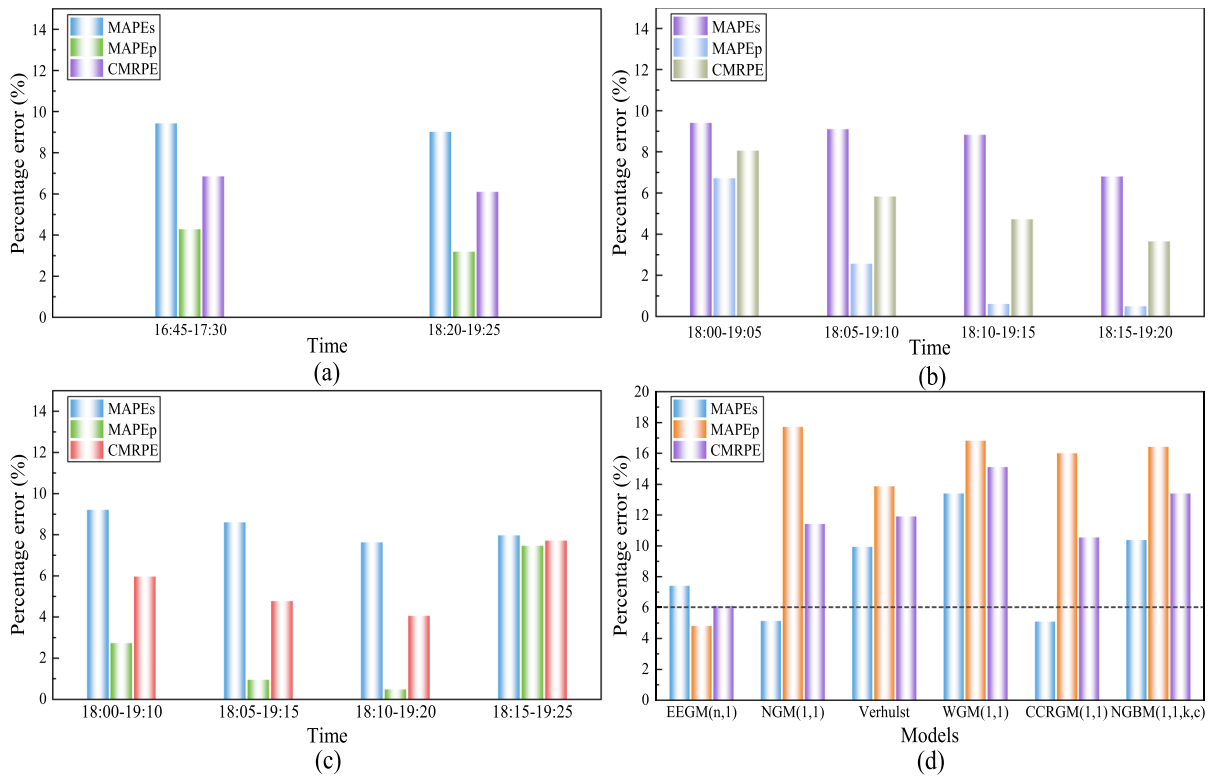 MAPEs
MAPEp
CMRPE
Percentage error (%)
14
12
10
8
6
4
2
0
16:45-17:30
18:20-19:25
Time
(a)
MAPEs
MAPEp
CMRPE
Percentage error (%)
14
12
10
8
6
4
2
0
18:00-19:05
18:05-19:10
18:10-19:15
18:15-19:20
Time
(b)
MAPEs
MAPEp
CMRPE
Percentage error (%)
14
12
10
8
6
4
2
0
18:00-19:10
18:05-19:15
18:10-19:20
18:15-19:25
Time
(c)
MAPEs
MAPEp
CMRPE
Percentage error (%)
20
18
16
14
12
10
8
6
4
2
0
EEGM(n,1)
NGM(1,1)
Verhulst
WGM(1,1)
CCRGM(1,1)
NGBM(1,1,k,c)
Models
(d)